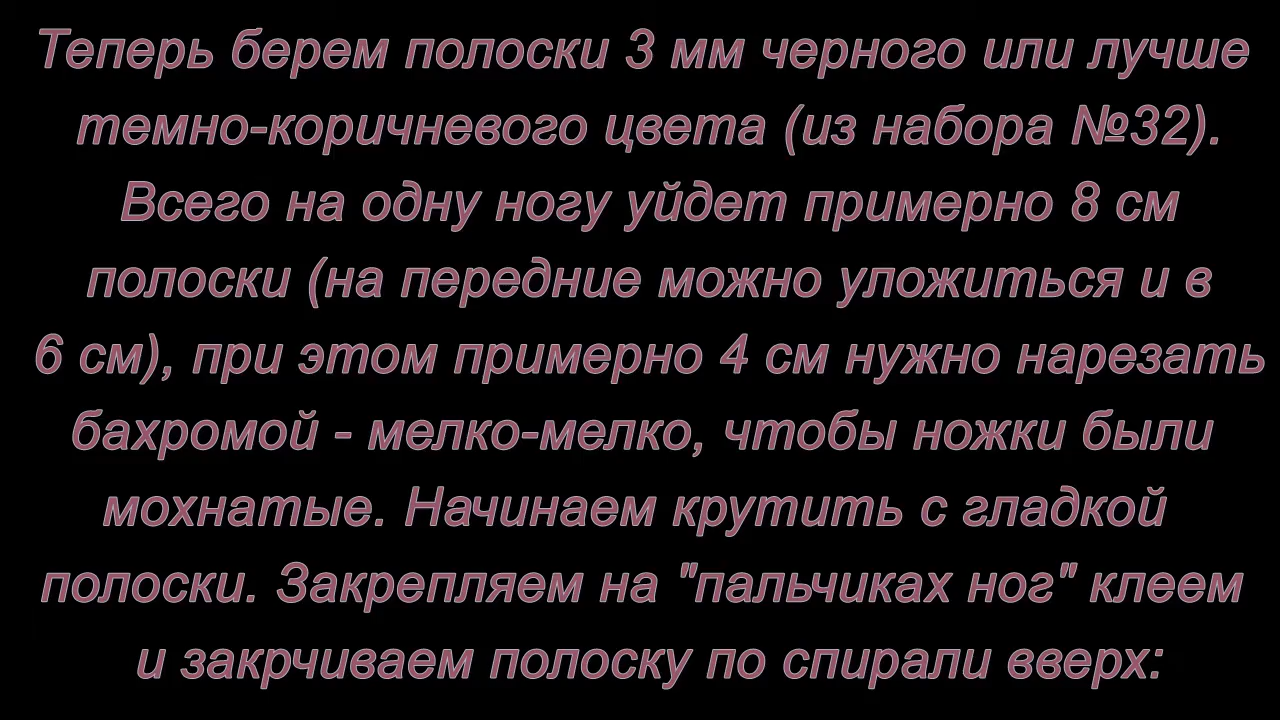 Теперь берем полоски 3 мм черного или лучше
темно-коричневого цвета (из набора №32).
Всего на одну ногу уйдет примерно 8 см
полоски (на передние можно уложиться и в
6 см), при этом примерно 4 см нужно нарезать
бахромой - мелко-мелко, чтобы ножки были
мохнатые. Начинаем крутить с гладкой
полоски. Закрепляем на "пальчиках ног" клеем
и закрчиваем полоску по спирали вверх: